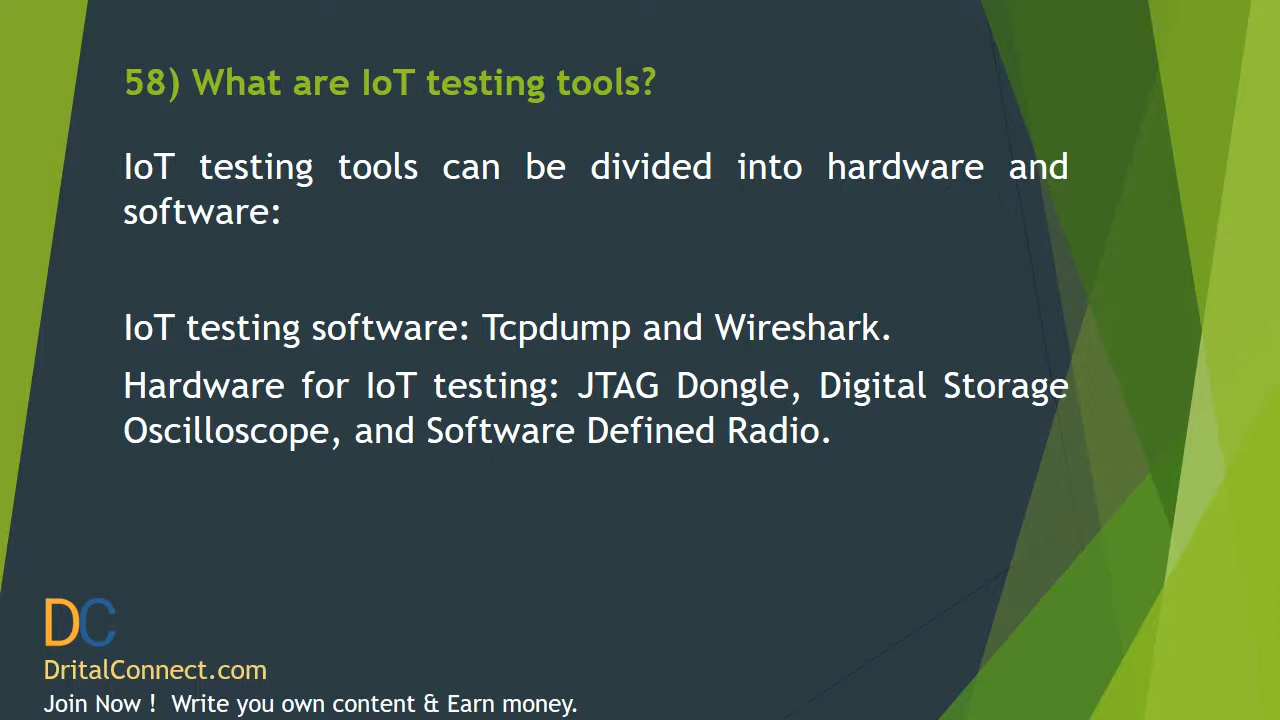 58) What are IoT testing tools?
IoT testing tools can be divided into hardware and
software:
IoT testing software: Tcpdump and Wireshark.
Hardware for IoT testing: JTAG Dongle, Digital Storage
Oscilloscope, and Software Defined Radio.
DC
DritalConnect.com
Join Now ! Write you own content & Earn money.